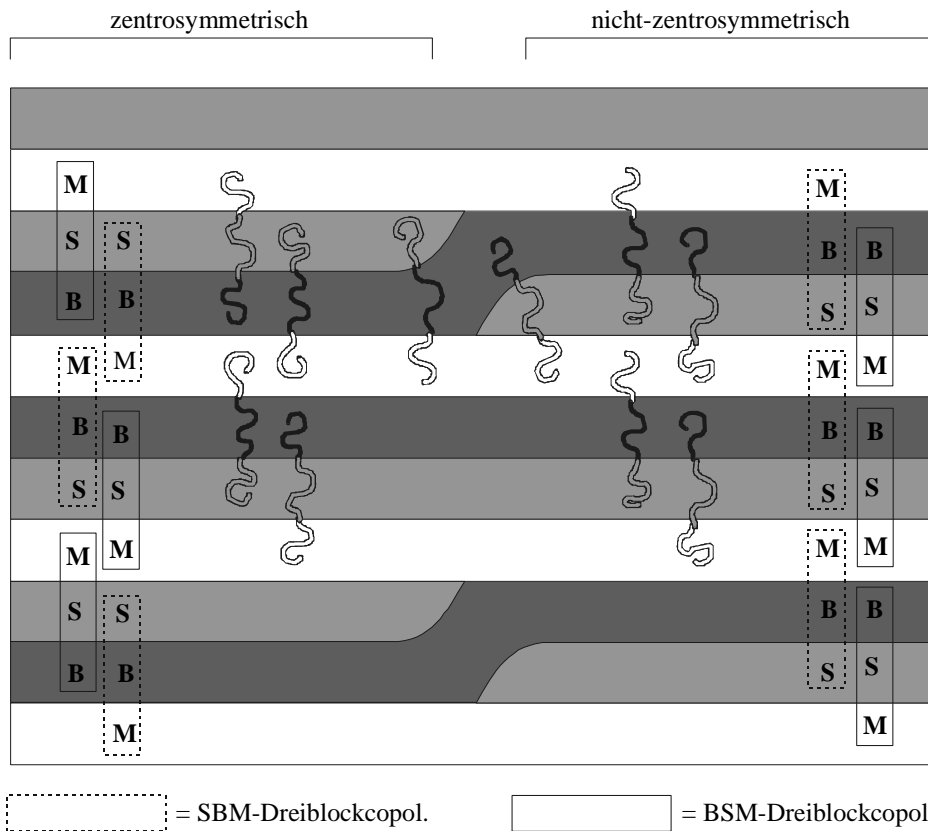 zentrosymmetrisch nicht-zentrosymmetrisch
M M
S S B B
B B S S
M M M M
B B B B
S S S S
M M M M
S S B B
B B S S
M M
= SBM-Dreiblockcopol. = BSM-Dreiblockcopol